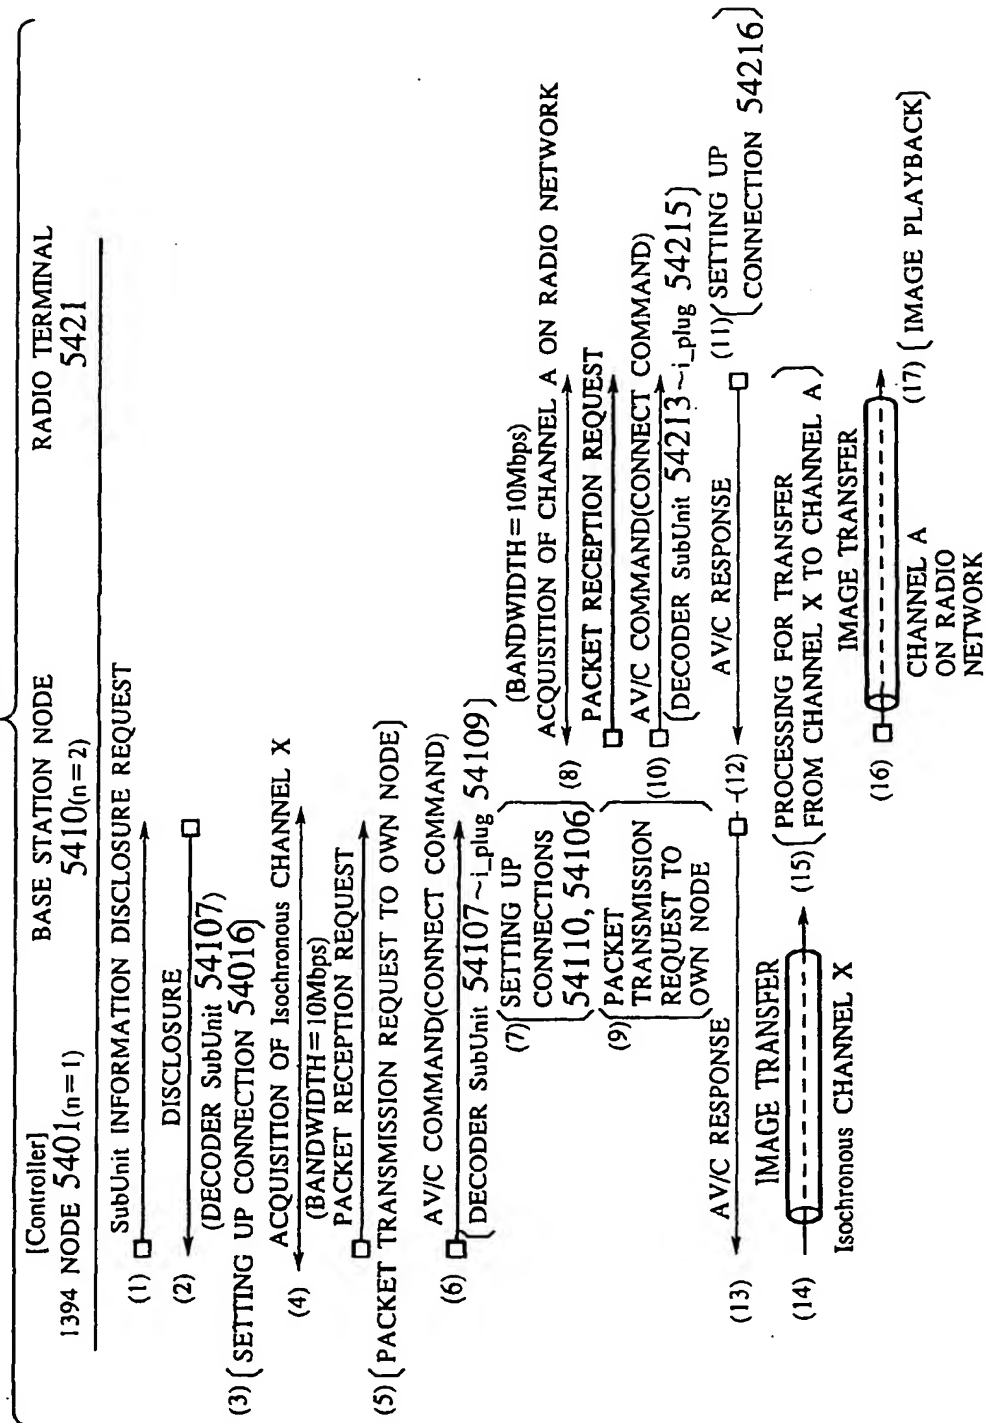 [Controller]
1394 NODE 5401(n=1)
BASE STATION NODE
5410(n=2)
RADIO TERMINAL
5421
(1)
SubUnit INFORMATION DISCLOSURE REQUEST
(2)
DISCLOSURE
(DECODER SubUnit 54107)
(3) [SETTING UP CONNECTION 54016]
(4)
ACQUISITION OF Isochronous CHANNEL X
(BANDWIDTH=10Mbps)
PACKET RECEPTION REQUEST
(5) [PACKET TRANSMISSION REQUEST TO OWN NODE]
(6)
AV/C COMMAND(CONNECT COMMAND)
[DECODER SubUnit 54107~i_plug 54109]
(7) [SETTING UP
CONNECTIONS
54110, 54106]
(8)
(BANDWIDTH=10Mbps)
ACQUISITION OF CHANNEL A ON RADIO NETWORK
(9) [PACKET
TRANSMISSION
REQUEST TO
OWN NODE]
PACKET RECEPTION REQUEST
(10)
AV/C COMMAND(CONNECT COMMAND)
[DECODER SubUnit 54213~i_plug 54215]
(11) [SETTING UP
CONNECTION 54216]
(12)
AV/C RESPONSE
(13)
AV/C RESPONSE
(14)
IMAGE TRANSFER
Isochronous CHANNEL X
(15) [PROCESSING FOR TRANSFER
FROM CHANNEL X TO CHANNEL A]
(16)
IMAGE TRANSFER
CHANNEL A
ON RADIO
NETWORK
(17) [IMAGE PLAYBACK]